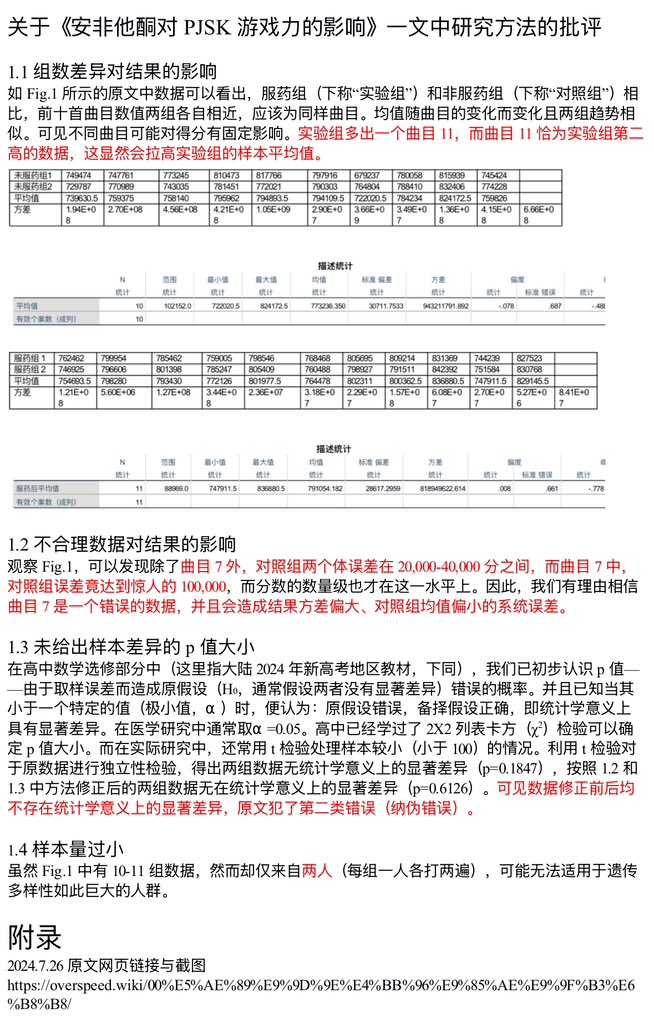 关于《安非他酮对 PJSK 游戏力的影响》一文中研究方法的批评
1.1 组数差异对结果的影响
如 Fig.1 所示的原文中数据可以看出，服药组（下称“实验组”）和非服药组（下称“对照组”）相
比，前十首曲目数值两组各自相近，应该为同样曲目。均值随曲目的变化而变化且两组趋势相
似。可见不同曲目可能对得分有固定影响。实验组多出一个曲目 11，而曲目 11 恰为实验组第二
高的数据，这显然会拉高实验组的样本平均值。
未服药组1 749474 747761 773245 810473 817766 797916 679237 780058 815939 745424
未服药组2 729787 770989 743035 781451 772021 790303 764804 788410 832406 774228
平均值 739630.5 759375 758140 795962 794893.5 794109.5 722020.5 784234 824172.5 759826
方差 1.94E+08 2.70E+08 4.56E+08 4.21E+08 1.05E+09 2.90E+07 3.66E+09 3.49E+07 1.36E+08 4.15E+08 6.66E+08
描述统计
N 范围 最小值 最大值 均值 标准 偏差 方差 偏度
统计 统计 统计 统计 统计 统计 统计 统计 标准 错误 统计
平均值 10 102152.0 722020.5 824172.5 773236.350 30711.7533 943211791.892 -.078 .687 -.488
有效个案数（成列） 10
服药组 1 762462 799954 785462 759005 798546 768468 805695 809214 831369 744239 827523
服药组 2 746925 796606 801398 785247 805409 760488 798927 791511 842392 751584 830768
平均值 754693.5 798280 793430 772126 801977.5 764478 802311 800362.5 836880.5 747911.5 829145.5
方差 1.21E+08 5.60E+06 1.27E+08 3.44E+08 2.36E+07 3.18E+07 2.29E+07 1.57E+08 6.08E+07 2.70E+07 5.27E+06 8.41E+07
描述统计
N 范围 最小值 最大值 均值 标准 偏差 方差 偏度
统计 统计 统计 统计 统计 统计 统计 统计 标准 错误 统计
服药后平均值 11 88969.0 747911.5 836880.5 791054.182 28617.2959 818949622.614 .008 .661 -.778
有效个案数（成列） 11
1.2 不合理数据对结果的影响
观察 Fig.1，可以发现除了曲目 7 外，对照组两个体误差在 20,000-40,000 分之间，而曲目 7 中，
对照组误差竟达到惊人的 100,000，而分数的数量级也才在这一水平上。因此，我们有理由相信
曲目 7 是一个错误的数据，并且会造成结果方差偏大、对照组均值偏小的系统误差。
1.3 未给出样本差异的 p 值大小
在高中数学选修部分中（这里指大陆 2024 年新高考地区教材，下同），我们已初步认识 p 值—
—由于取样误差而造成原假设（H₀，通常假设两者没有显著差异）错误的概率。并且已知当其
小于一个特定的值（极小值，α ）时，便认为：原假设错误，备择假设正确，即统计学意义上
具有显著差异。在医学研究中通常取α =0.05。高中已经学过了 2X2 列表卡方（χ²）检验可以确
定 p 值大小。而在实际研究中，还常用 t 检验处理样本较小（小于 100）的情况。利用 t 检验对
于原数据进行独立性检验，得出两组数据无统计学意义上的显著差异（p=0.1847），按照 1.2 和
1.3 中方法修正后的两组数据无在统计学意义上的显著差异（p=0.6126）。可见数据修正前后均
不存在统计学意义上的显著差异，原文犯了第二类错误（纳伪错误）。
1.4 样本量过小
虽然 Fig.1 中有 10-11 组数据，然而却仅来自两人（每组一人各打两遍），可能无法适用于遗传
多样性如此巨大的人群。
附录
2024.7.26 原文网页链接与截图
https://overspeed.wiki/00%E5%AE%89%E9%9D%9E%E4%BB%96%E9%85%AE%E9%9F%B3%E6
%B8%B8/